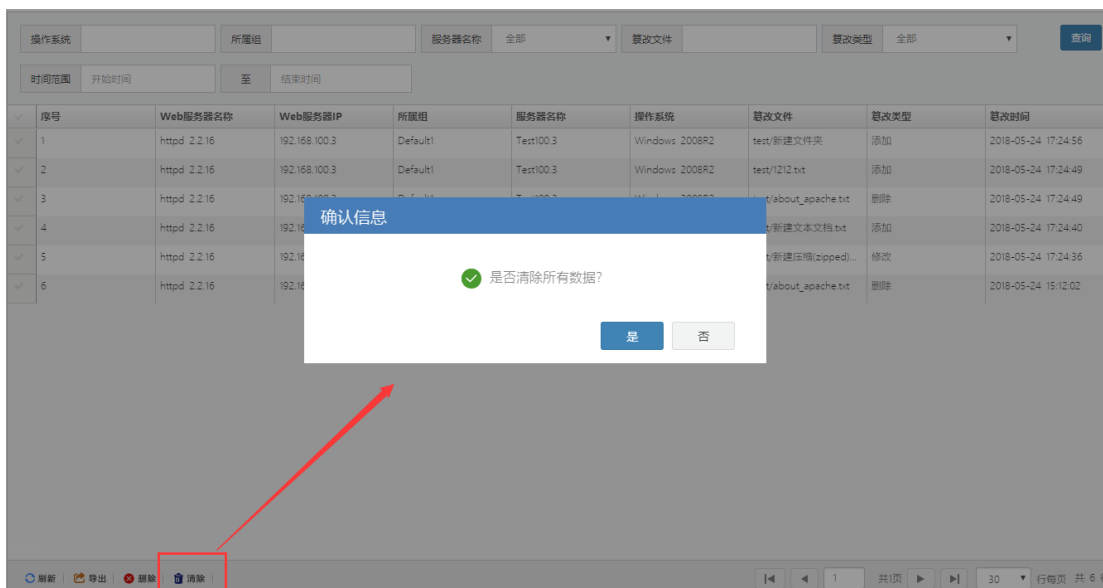 操作系统 所属组 服务器名称 全部 篡改文件 篡改类型 全部 查询
时间范围 开始时间 至 结束时间
序号 Web服务器名称 Web服务器IP 所属组 服务器名称 操作系统 篡改文件 篡改类型 篡改时间
1 httpd 2.2.16 192.168.100.3 Default1 Test100.3 Windows 2008R2 test/新建文件夹 添加 2018-05-24 17:24:56
2 httpd 2.2.16 192.168.100.3 Default1 Test100.3 Windows 2008R2 test/1212.txt 添加 2018-05-24 17:24:49
3 httpd 2.2.16 t/about_apache.txt 删除 2018-05-24 17:24:49
确认信息
4 httpd 2.2.16 192.16 t/新建文本文档.txt 添加 2018-05-24 17:24:40
5 httpd 2.2.16 192.16 t/新建压缩(zipped)... 修改 2018-05-24 17:24:36
是否清除所有数据?
6 httpd 2.2.16 192.16 t/about_apache.txt 删除 2018-05-24 15:12:02
是 否
刷新 导出 删除 清除 1 共1页 30 行每页 共 6